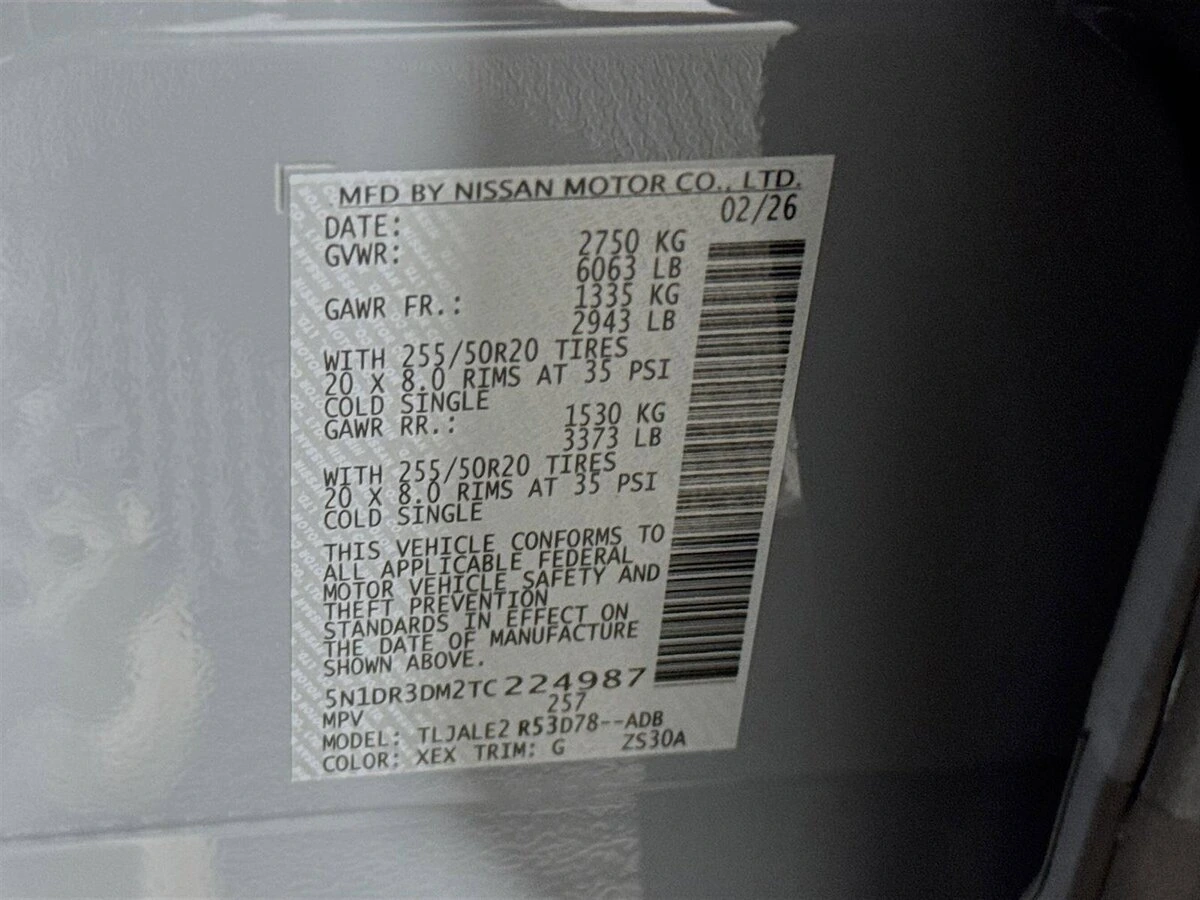 MFD BY NISSAN MOTOR CO., LTD.
DATE: 02/26
GVWR: 2750 KG
6063 LB
GAWR FR.: 1335 KG
2943 LB
WITH 255/50R20 TIRES
20 X 8.0 RIMS AT 35 PSI
COLD SINGLE
GAWR RR.: 1530 KG
3373 LB
WITH 255/50R20 TIRES
20 X 8.0 RIMS AT 35 PSI
COLD SINGLE
THIS VEHICLE CONFORMS TO
ALL APPLICABLE FEDERAL
MOTOR VEHICLE SAFETY AND
THEFT PREVENTION
STANDARDS IN EFFECT ON
THE DATE OF MANUFACTURE
SHOWN ABOVE.
5N1DR3DM2TC224987
MPV 257
MODEL: TLJALE2 R53D78--ADB
COLOR: XEX TRIM: G ZS30A